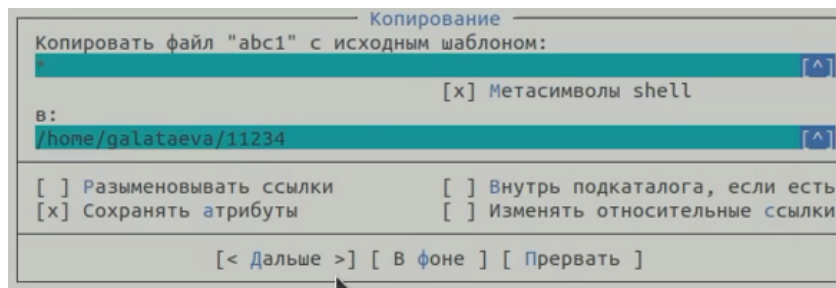 Копирование
Копировать файл "abc1" с исходным шаблоном:
* [^]
[x] Метасимволы shell
в:
/home/galataeva/11234 [^]
[ ] Разыменовывать ссылки [ ] Внутрь подкаталога, если есть
[x] Сохранять атрибуты [ ] Изменять относительные ссылки
[< Дальше >] [ В фоне ] [ Прервать ]